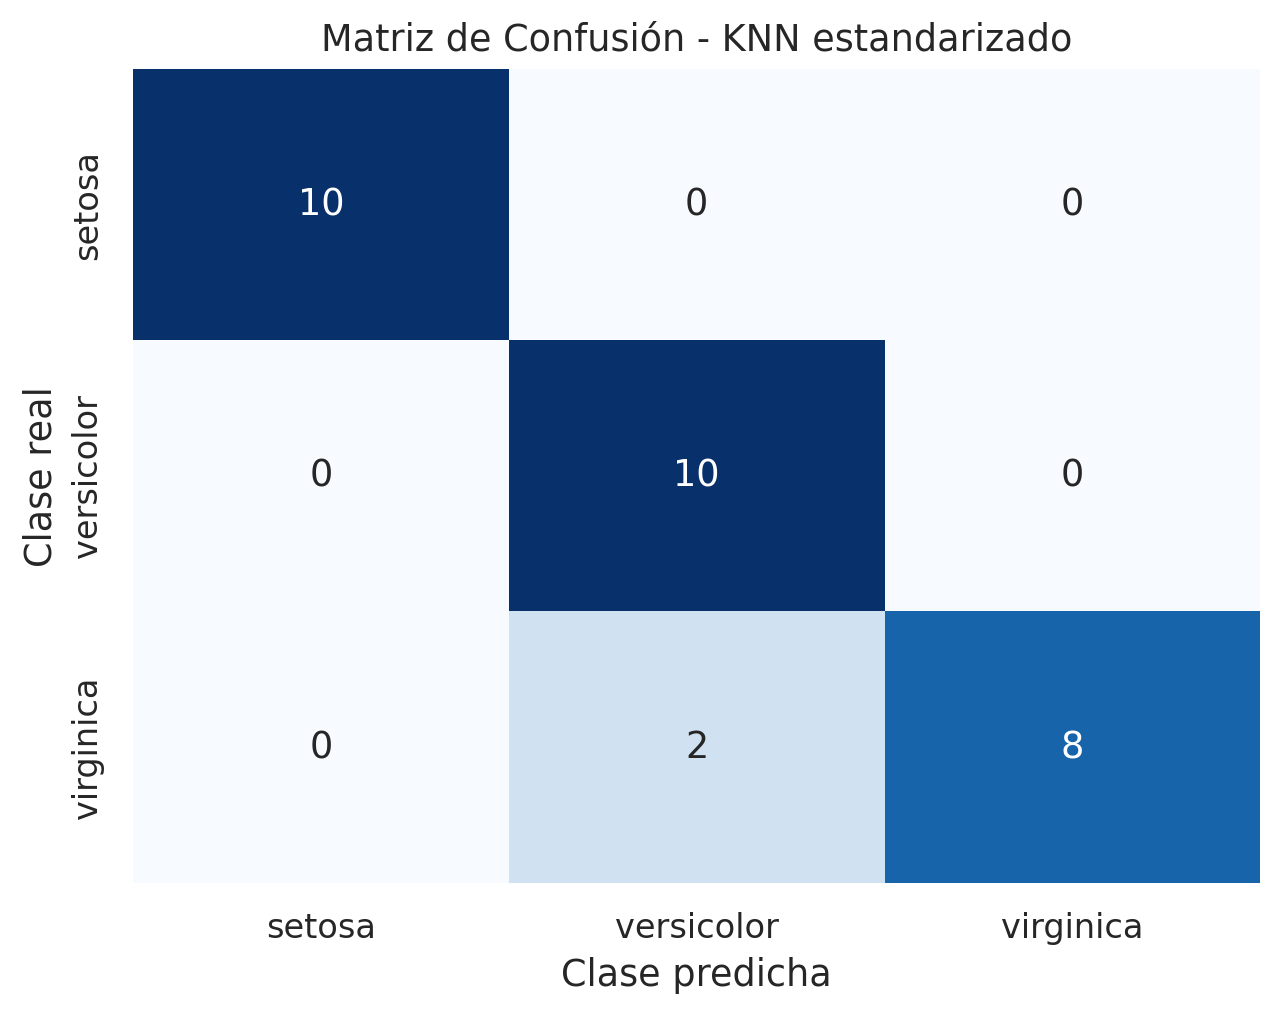 Matriz de Confusión - KNN estandarizado
Clase real
setosa
10 0 0
versicolor
0 10 0
virginica
0 2 8
setosa versicolor virginica
Clase predicha